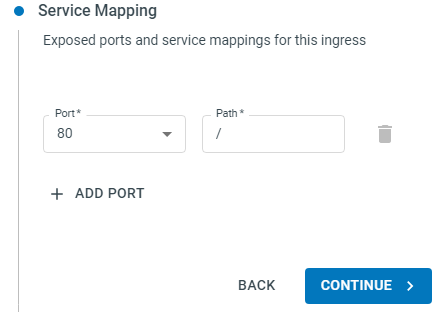 Service Mapping
Exposed ports and service mappings for this ingress
Port*
Path*
80
/
ADD PORT
BACK
CONTINUE